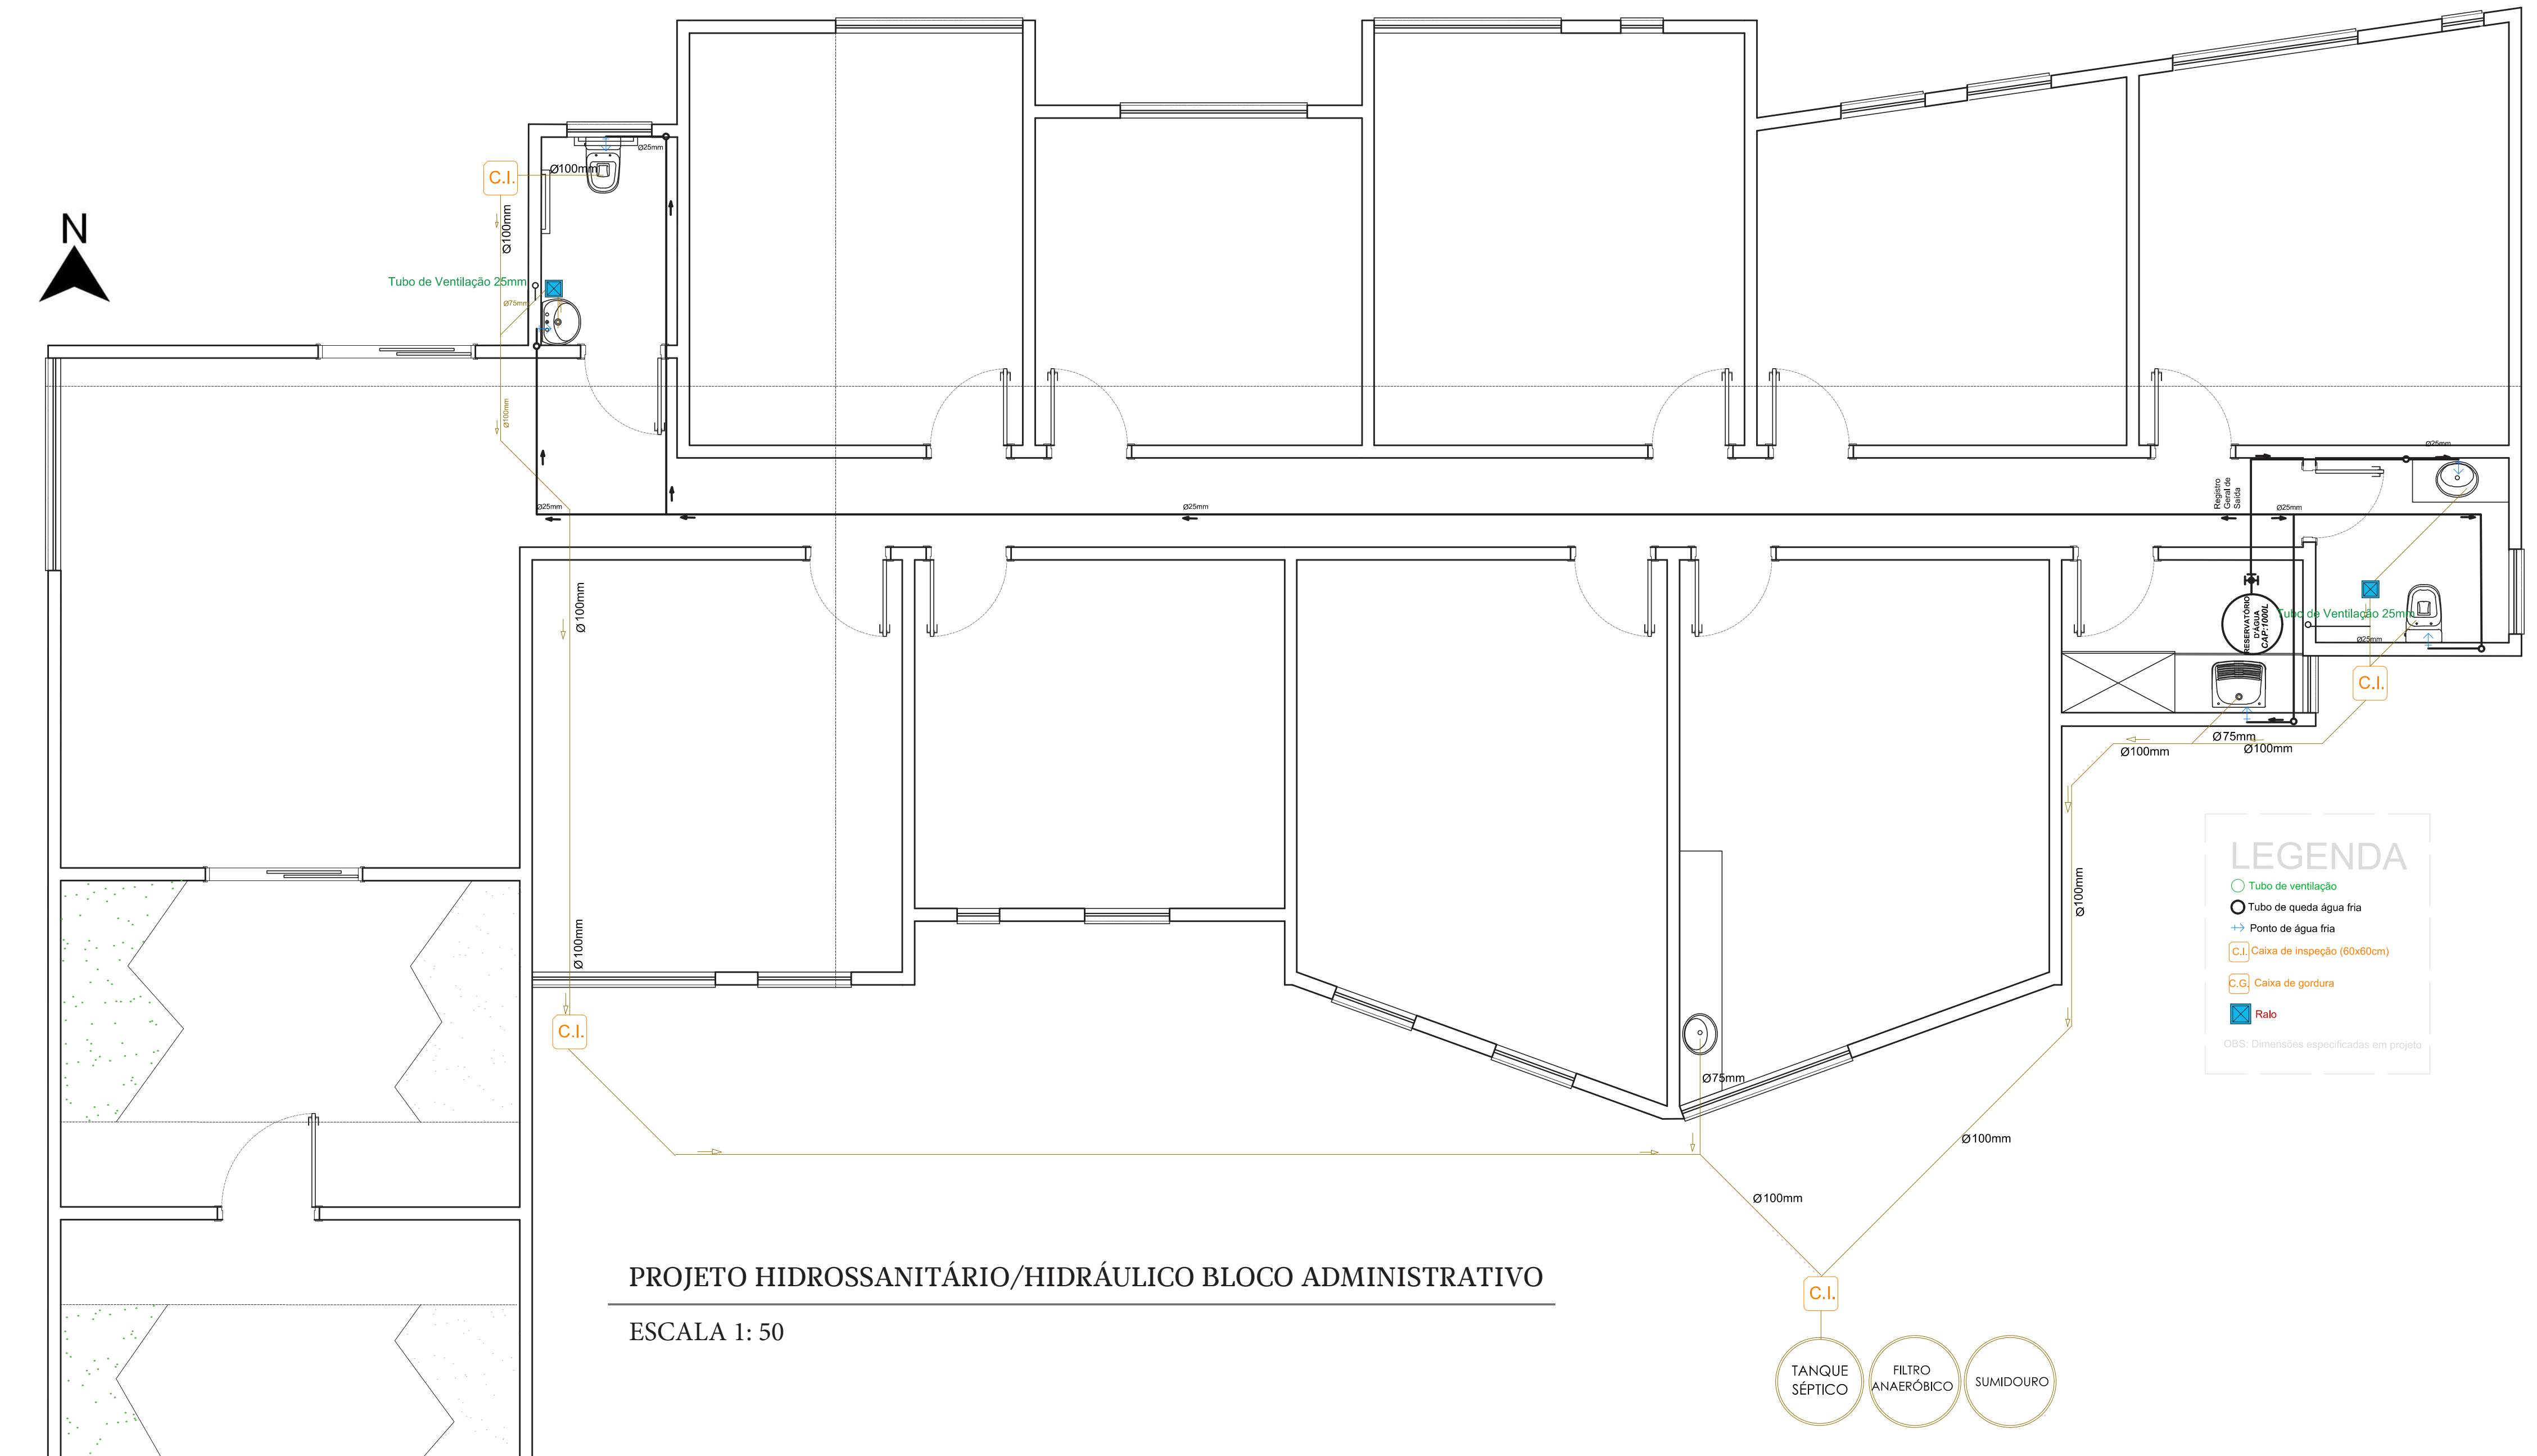 Ø25mm
Ø100mm
C.I.
Ø100mm
N
Tubo de Ventilação 25mm
Ø75mm
Ø100mm
Ø25mm
Ø25mm
Ø25mm
Registro
Geral de
Saída
Ø25mm
RESERVATÓRIO
D'ÁGUA
CAP:1000L
Tubo de Ventilação 25mm
Ø25mm
C.I.
Ø100mm
Ø75mm
Ø100mm
Ø100mm
Ø100mm
Ø100mm
C.I.
Ø75mm
Ø100mm
Ø100mm
LEGENDA
Tubo de ventilação
Tubo de queda água fria
Ponto de água fria
C.I. Caixa de inspeção (60x60cm)
C.G. Caixa de gordura
Ralo
OBS: Dimensões especificadas em projeto
PROJETO HIDROSSANITÁRIO/HIDRÁULICO BLOCO ADMINISTRATIVO
ESCALA 1: 50
C.I.
TANQUE
SÉPTICO
FILTRO
ANAERÓBICO
SUMIDOURO